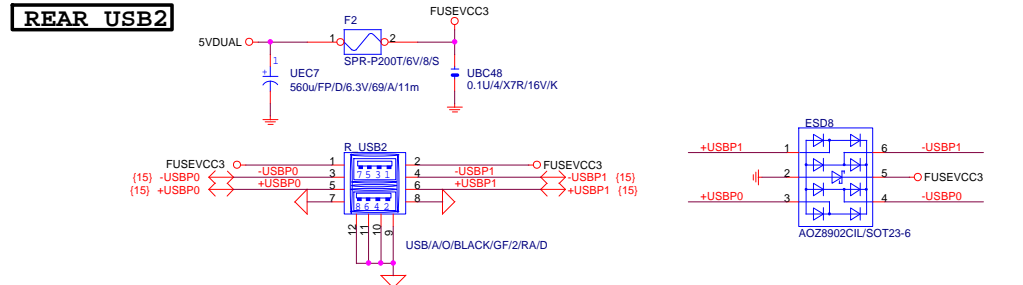 REAR USB2
FUSEVCC3
F2
5VDUAL
1
2
SPR-P200T/6V/8/S
1
+
UEC7
560u/FP/D/6.3V/69/A/11m
UBC48
0.1U/4/X7R/16V/K
R_USB2
FUSEVCC3
1
2
FUSEVCC3
{15} -USBP0
-USBP0
3
7 5 3 1
4
-USBP1
-USBP1 {15}
{15} +USBP0
+USBP0
5
6
+USBP1
+USBP1 {15}
7
8 6 4 2
8
12
11
10
9
USB/A/O/BLACK/GF/2/RA/D
ESD8
+USBP1
1
6
-USBP1
2
5
FUSEVCC3
+USBP0
3
4
-USBP0
AOZ8902CIL/SOT23-6